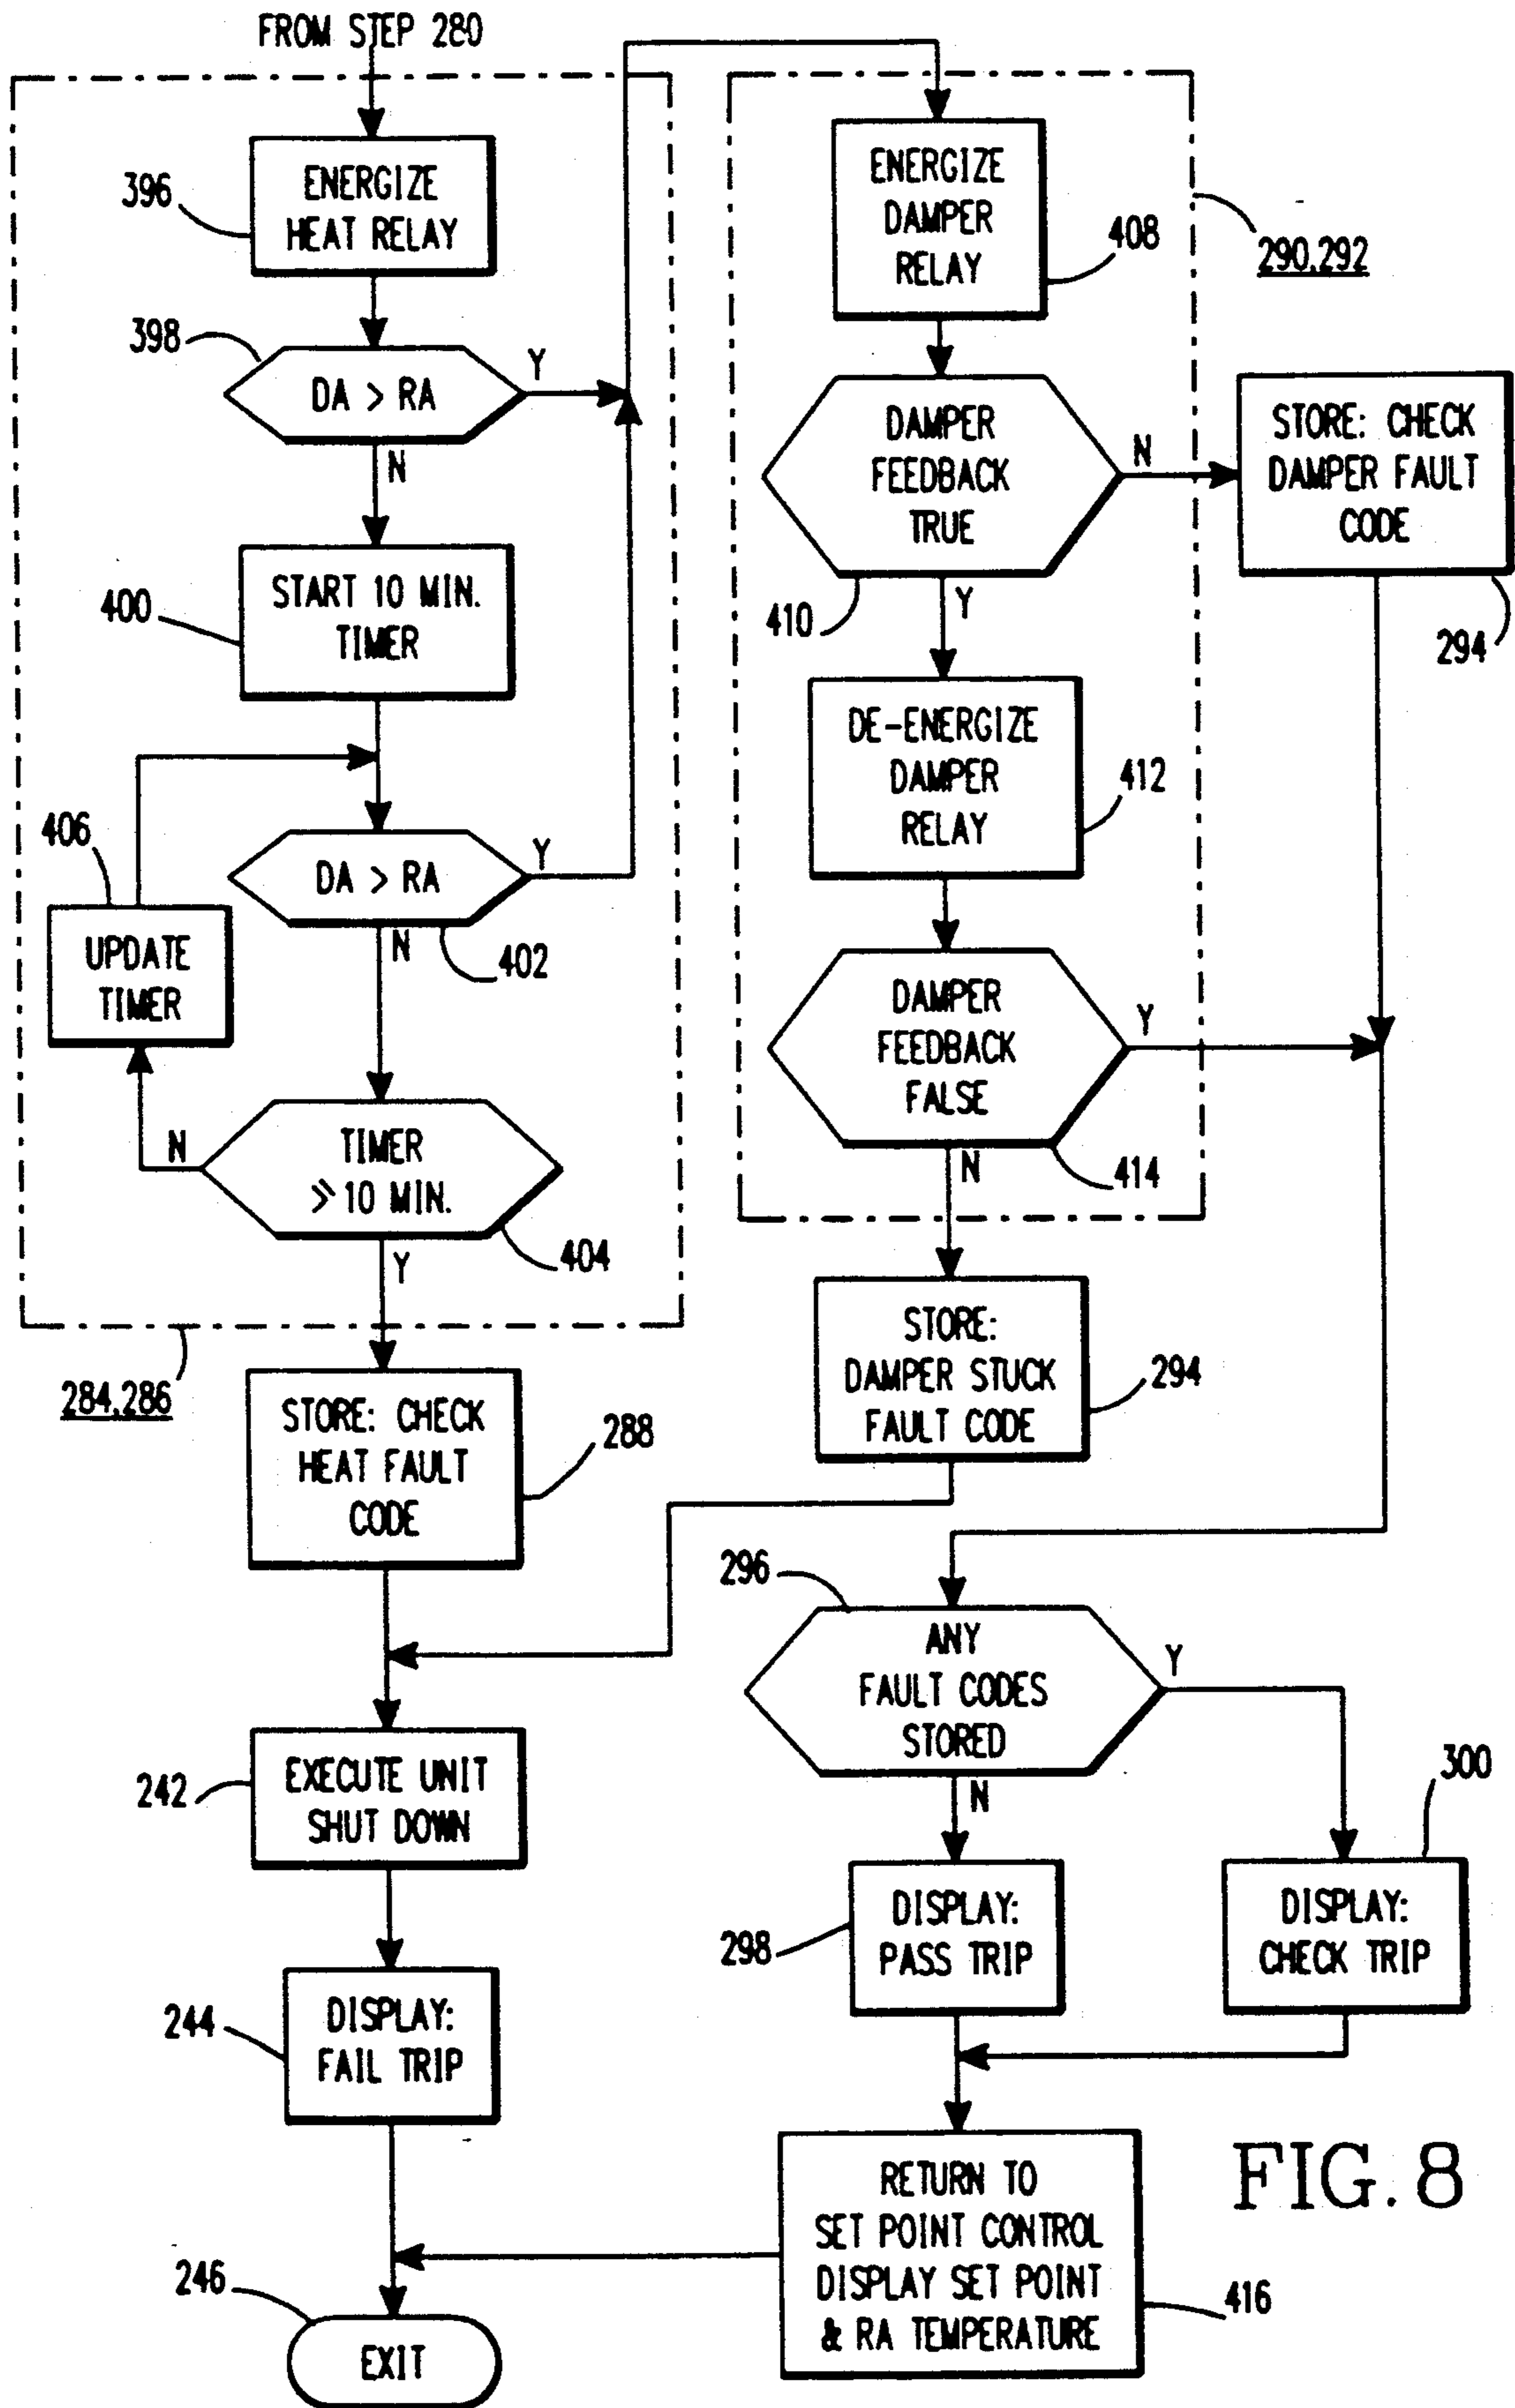 FROM STEP 280
396
ENERGIZE
HEAT RELAY
398
DA > RA
Y
N
400
START 10 MIN.
TIMER
406
UPDATE
TIMER
DA > RA
Y
N
402
TIMER
≫ 10 MIN.
N
Y
404
284,286
STORE: CHECK
HEAT FAULT
CODE
288
242
EXECUTE UNIT
SHUT DOWN
244
DISPLAY:
FAIL TRIP
246
EXIT
ENERGIZE
DAMPER
RELAY
408
290,292
DAMPER
FEEDBACK
TRUE
410
N
Y
STORE: CHECK
DAMPER FAULT
CODE
294
DE-ENERGIZE
DAMPER
RELAY
412
DAMPER
FEEDBACK
FALSE
Y
N
414
STORE:
DAMPER STUCK
FAULT CODE
294
296
ANY
FAULT CODES
STORED
Y
N
298
DISPLAY:
PASS TRIP
300
DISPLAY:
CHECK TRIP
RETURN TO
SET POINT CONTROL
DISPLAY SET POINT
& RA TEMPERATURE
416
FIG. 8